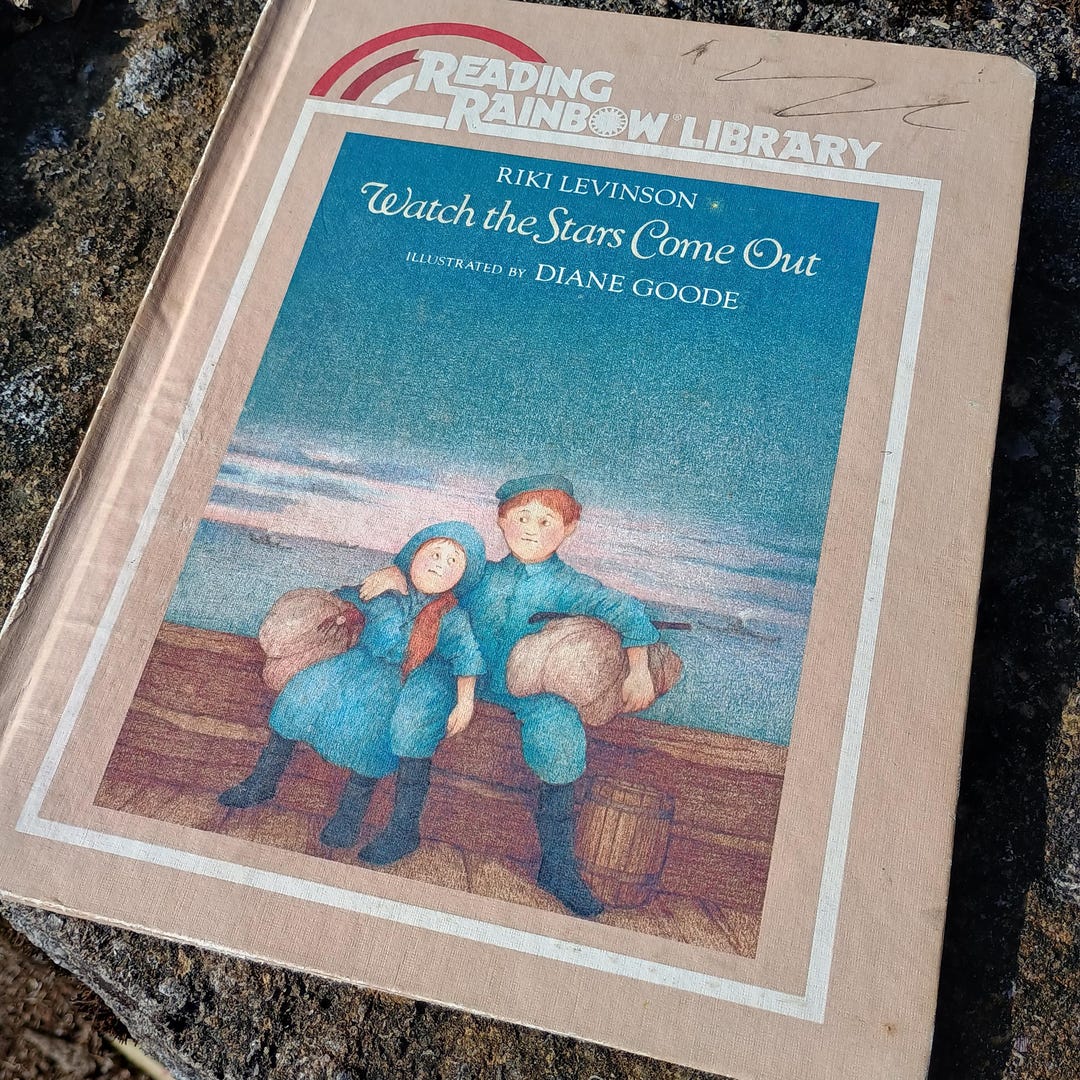 READING
RAINBOW® LIBRARY
RIKI LEVINSON
Watch the Stars Come Out
ILLUSTRATED BY DIANE GOODE